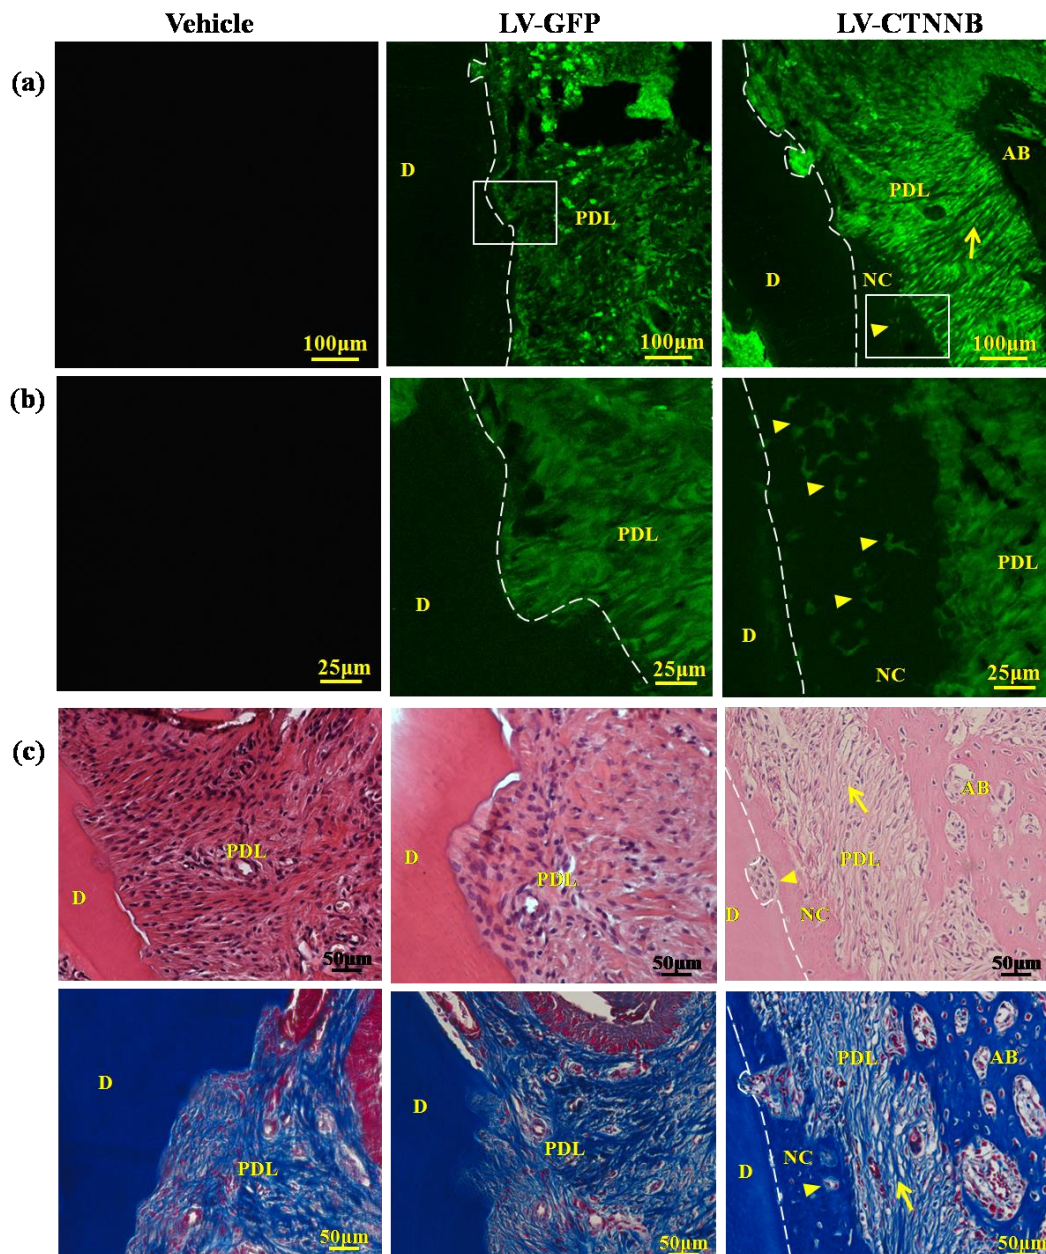 Vehicle LV-GFP LV-CTNNB
(a)
D PDL 100μm
PDL AB D NC 100μm
100μm
(b)
PDL D 25μm
PDL D NC 25μm
25μm
(c)
PDL D 50μm
D PDL 50μm
AB PDL D NC 50μm
D PDL 50μm
D PDL 50μm
PDL AB NC D 50μm